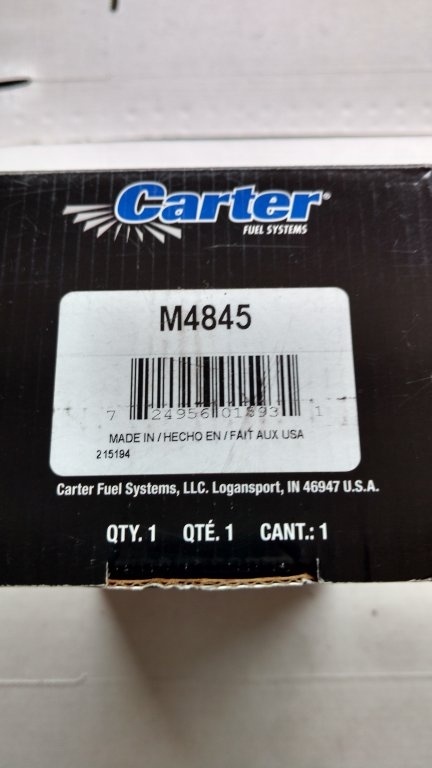 Carter®
FUEL SYSTEMS
M4845
7 24956 01893 1
MADE IN / HECHO EN / FAIT AUX USA
215194
Carter Fuel Systems, LLC. Logansport, IN 46947 U.S.A.
QTY. 1 QTÉ. 1 CANT.: 1